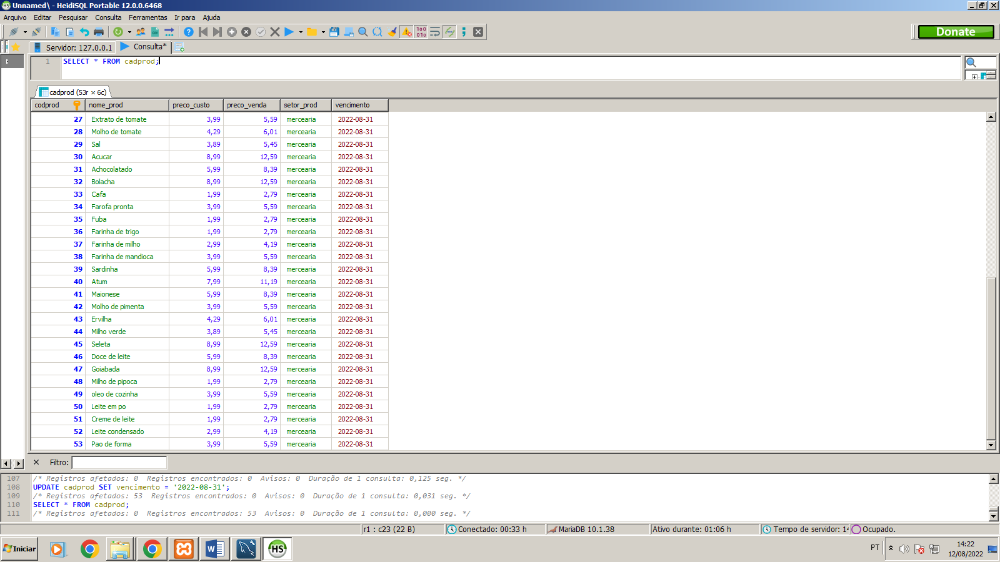 Unnamed\ - HeidiSQL Portable 12.0.0.6468
Arquivo Editar Pesquisar Consulta Ferramentas Ir para Ajuda
Donate
Servidor: 127.0.0.1 Consulta*
1 SELECT * FROM cadprod;
cadprod (53r × 6c)
codprod nome_prod preco_custo preco_venda setor_prod vencimento
27 Extrato de tomate 3,99 5,59 mercearia 2022-08-31
28 Molho de tomate 4,29 6,01 mercearia 2022-08-31
29 Sal 3,89 5,45 mercearia 2022-08-31
30 Acucar 8,99 12,59 mercearia 2022-08-31
31 Achocolatado 5,99 8,39 mercearia 2022-08-31
32 Bolacha 8,99 12,59 mercearia 2022-08-31
33 Cafa 1,99 2,79 mercearia 2022-08-31
34 Farofa pronta 3,99 5,59 mercearia 2022-08-31
35 Fuba 1,99 2,79 mercearia 2022-08-31
36 Farinha de trigo 1,99 2,79 mercearia 2022-08-31
37 Farinha de milho 2,99 4,19 mercearia 2022-08-31
38 Farinha de mandioca 3,99 5,59 mercearia 2022-08-31
39 Sardinha 5,99 8,39 mercearia 2022-08-31
40 Atum 7,99 11,19 mercearia 2022-08-31
41 Maionese 5,99 8,39 mercearia 2022-08-31
42 Molho de pimenta 3,99 5,59 mercearia 2022-08-31
43 Ervilha 4,29 6,01 mercearia 2022-08-31
44 Milho verde 3,89 5,45 mercearia 2022-08-31
45 Seleta 8,99 12,59 mercearia 2022-08-31
46 Doce de leite 5,99 8,39 mercearia 2022-08-31
47 Goiabada 8,99 12,59 mercearia 2022-08-31
48 Milho de pipoca 1,99 2,79 mercearia 2022-08-31
49 oleo de cozinha 3,99 5,59 mercearia 2022-08-31
50 Leite em po 1,99 2,79 mercearia 2022-08-31
51 Creme de leite 1,99 2,79 mercearia 2022-08-31
52 Leite condensado 2,99 4,19 mercearia 2022-08-31
53 Pao de forma 3,99 5,59 mercearia 2022-08-31
Filtro:
107 /* Registros afetados: 0 Registros encontrados: 0 Avisos: 0 Duração de 1 consulta: 0,125 seg. */
108 UPDATE cadprod SET vencimento = '2022-08-31';
109 /* Registros afetados: 53 Registros encontrados: 0 Avisos: 0 Duração de 1 consulta: 0,031 seg. */
110 SELECT * FROM cadprod;
111 /* Registros afetados: 0 Registros encontrados: 53 Avisos: 0 Duração de 1 consulta: 0,000 seg. */
r1 : c23 (22 B) Conectado: 00:33 h MariaDB 10.1.38 Ativo durante: 01:06 h Tempo de servidor: 14 Ocupado.
Iniciar
HS
PT
14:22
12/08/2022